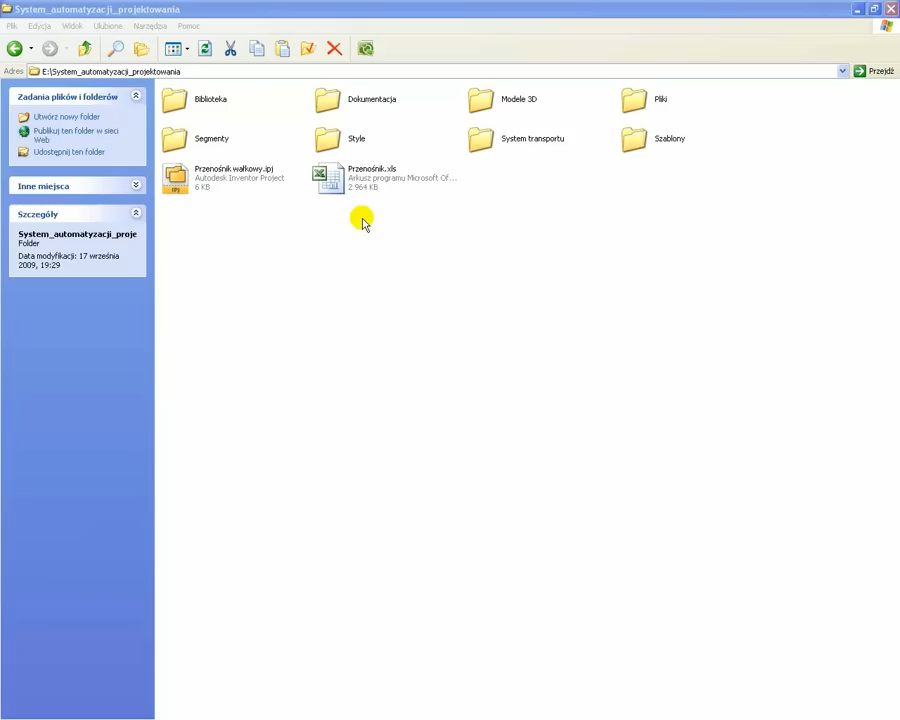 System_automatyzacji_projektowania
Plik Edycja Widok Ulubione Narzędzia Pomoc
Adres E:\System_automatyzacji_projektowania Przejdź
Zadania plików i folderów
Utwórz nowy folder
Publikuj ten folder w sieci
Web
Udostępnij ten folder
Inne miejsca
Szczegóły
System_automatyzacji_proje
Folder
Data modyfikacji: 17 września
2009, 19:29
Biblioteka Dokumentacja Modele 3D Pliki
Segmenty Style System transportu Szablony
Przenośnik wałkowy.ipj
Autodesk Inventor Project
6 KB
IPJ
Przenośnik.xls
Arkusz programu Microsoft Of...
2 964 KB